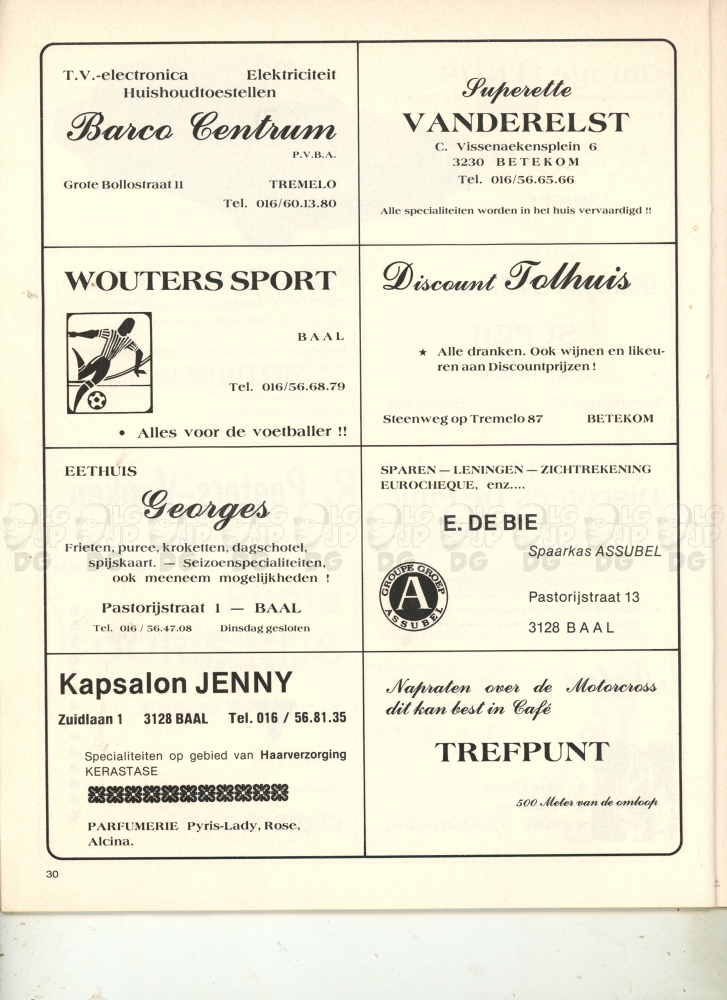 T.V.-electronica Elektriciteit
Huishoudtoestellen
Barco Centrum
P.V.B.A.
Grote Bollostraat 11 TREMELO
Tel. 016/60.13.80
Superette
VANDERELST
C. Vissenaekensplein 6
3230 BETEKOM
Tel. 016/56.65.66
Alle specialiteiten worden in het huis vervaardigd !!
WOUTERS SPORT
BAAL
Tel. 016/56.68.79
• Alles voor de voetballer !!
Discount Tolhuis
★ Alle dranken. Ook wijnen en likeu-
ren aan Discountprijzen !
Steenweg op Tremelo 87 BETEKOM
EETHUIS
Georges
Frieten, puree, kroketten, dagschotel,
spijskaart. — Seizoenspecialiteiten,
ook meeneem mogelijkheden !
Pastorijstraat 1 — BAAL
Tel. 016 / 56.47.08 Dinsdag gesloten
SPAREN — LENINGEN — ZICHTREKENING
EUROCHEQUE, enz....
E. DE BIE
Spaarkas ASSUBEL
GROUPE GROEP
A
ASSUBEL
Pastorijstraat 13
3128 BAAL
Kapsalon JENNY
Zuidlaan 1 3128 BAAL Tel. 016 / 56.81.35
Specialiteiten op gebied van Haarverzorging
KERASTASE
PARFUMERIE Pyris-Lady, Rose,
Alcina.
Napraten over de Motorcross
dit kan best in Café
TREFPUNT
500 Meter van de omloop
30